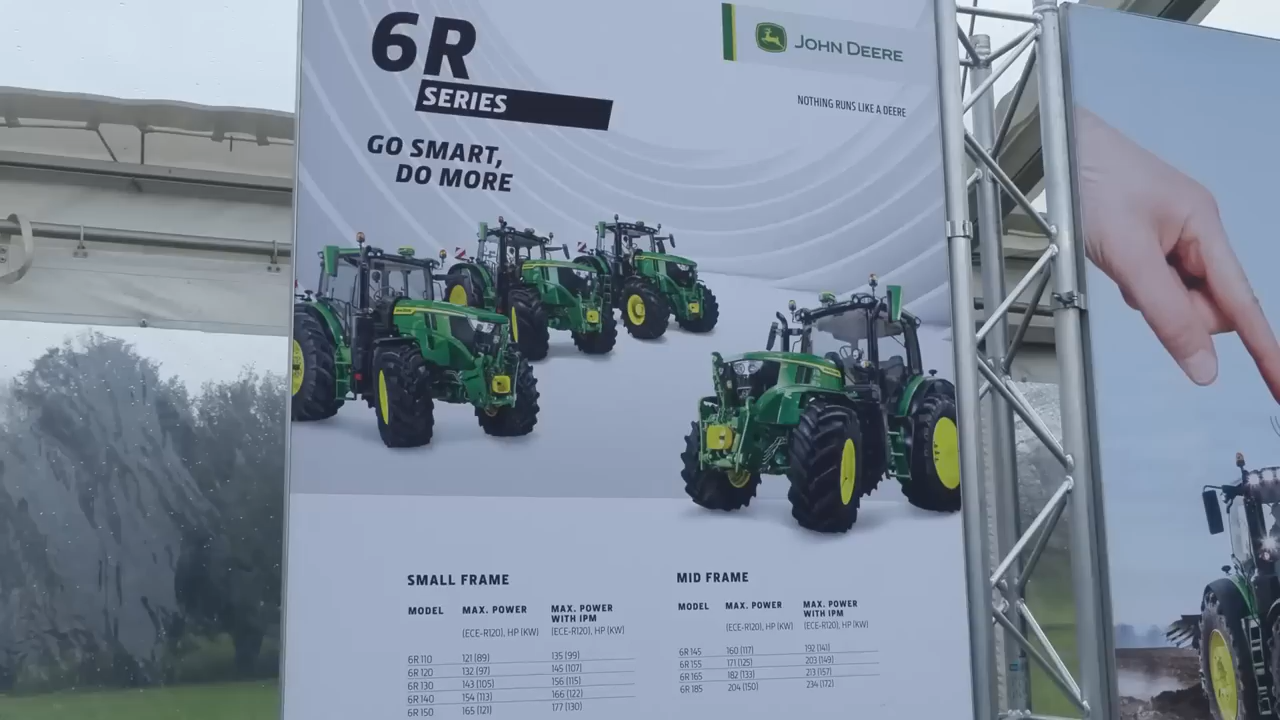 6R
SERIES
GO SMART,
DO MORE
JOHN DEERE
NOTHING RUNS LIKE A DEERE
SMALL FRAME
MODEL MAX. POWER MAX. POWER WITH IPM
(ECE-R120), HP (KW) (ECE-R120), HP (KW)
6R 110 121 (89) 135 (99)
6R 120 132 (97) 145 (107)
6R 130 143 (105) 156 (115)
6R 140 154 (113) 166 (122)
6R 150 165 (121) 177 (130)
MID FRAME
MODEL MAX. POWER MAX. POWER WITH IPM
(ECE-R120), HP (KW) (ECE-R120), HP (KW)
6R 145 160 (117) 192 (141)
6R 155 171 (125) 203 (149)
6R 165 182 (133) 213 (157)
6R 185 204 (150) 234 (172)